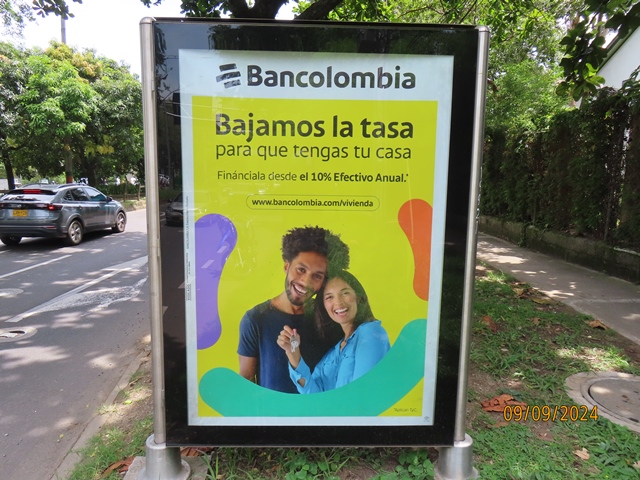 Bancolombia
Bajamos la tasa
para que tengas tu casa
Fináncialo desde el 10% Efectivo Anual.*
www.bancolombia.com/vivienda
09/09/2024